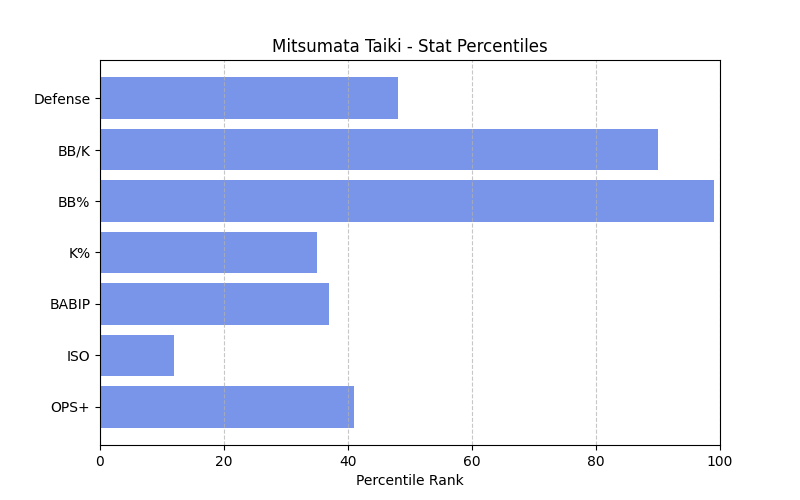 Mitsumata Taiki - Stat Percentiles
Defense
BB/K
BB%
K%
BABIP
ISO
OPS+
0 20 40 60 80 100
Percentile Rank